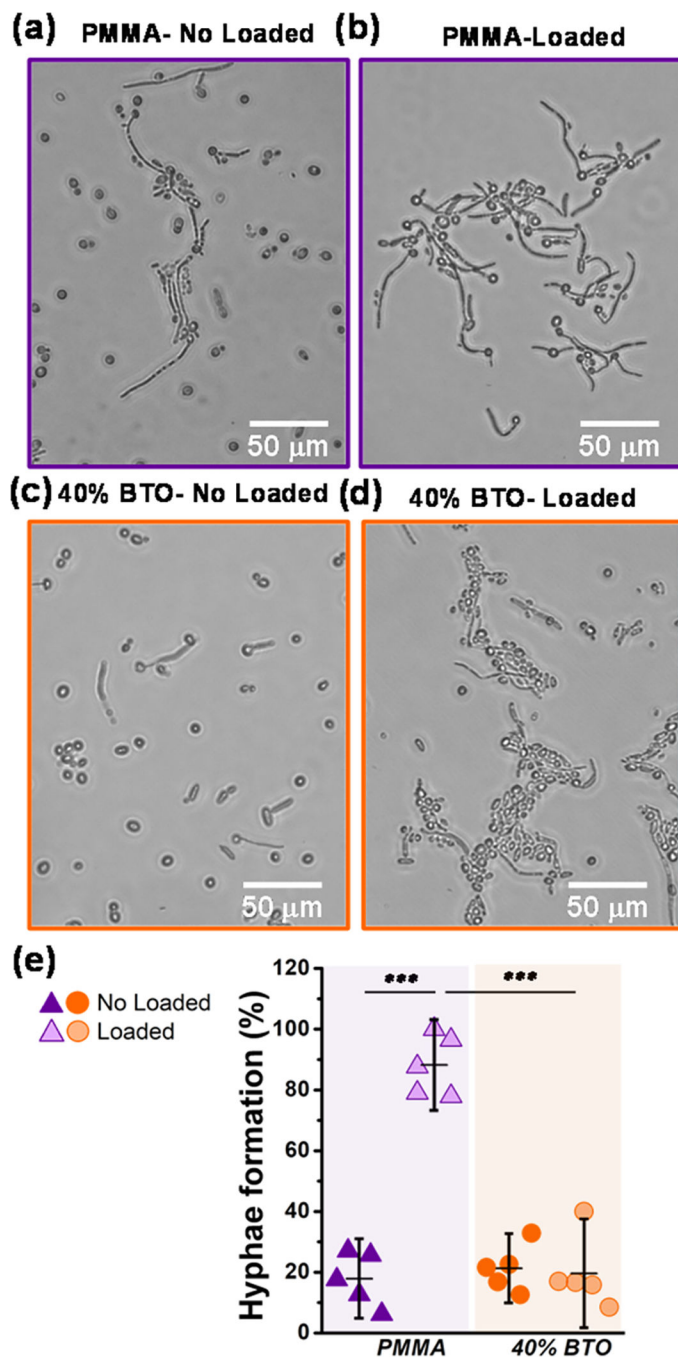 (a) PMMA- No Loaded
(b) PMMA-Loaded
50 μm
50 μm
(c) 40% BTO- No Loaded
(d) 40% BTO- Loaded
50 μm
50 μm
(e)
No Loaded
Loaded
Hyphae formation (%)
120
100
80
60
40
20
0
***
***
PMMA
40% BTO